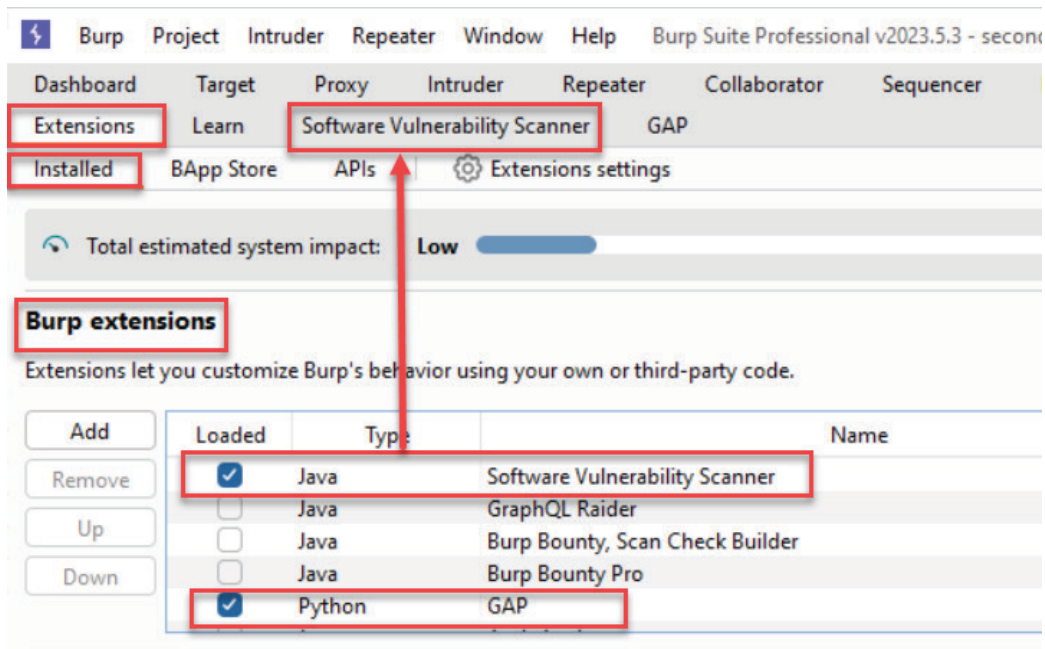 Burp Project Intruder Repeater Window Help Burp Suite Professional v2023.5.3 - second
Dashboard Target Proxy Intruder Repeater Collaborator Sequencer
Extensions Learn Software Vulnerability Scanner GAP
Installed BApp Store APIs Extensions settings
Total estimated system impact: Low
Burp extensions
Extensions let you customize Burp's behavior using your own or third-party code.
Add Loaded Type Name
Remove Java Software Vulnerability Scanner
Java GraphQL Raider
Up Java Burp Bounty, Scan Check Builder
Down Java Burp Bounty Pro
Python GAP